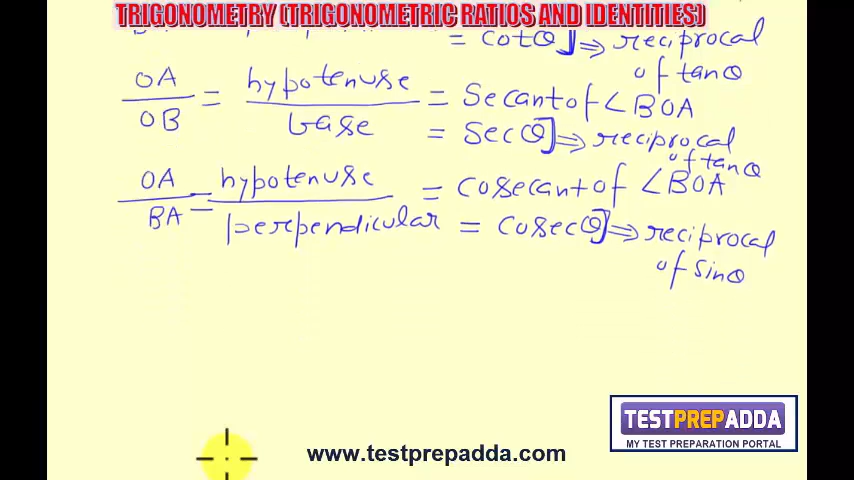 TRIGONOMETRY (TRIGONOMETRIC RATIOS AND IDENTITIES)
= cotθ] ⇒ reciprocal
of tanθ
OA/OB = hypotenuse/base = Secant of ∠BOA
= Secθ] ⇒ reciprocal
of tanθ
OA/BA = hypotenuse/perpendicular = cosecant of ∠BOA
= cosecθ] ⇒ reciprocal
of sinθ
TESTPREPADDA
MY TEST PREPARATION PORTAL
www.testprepadda.com